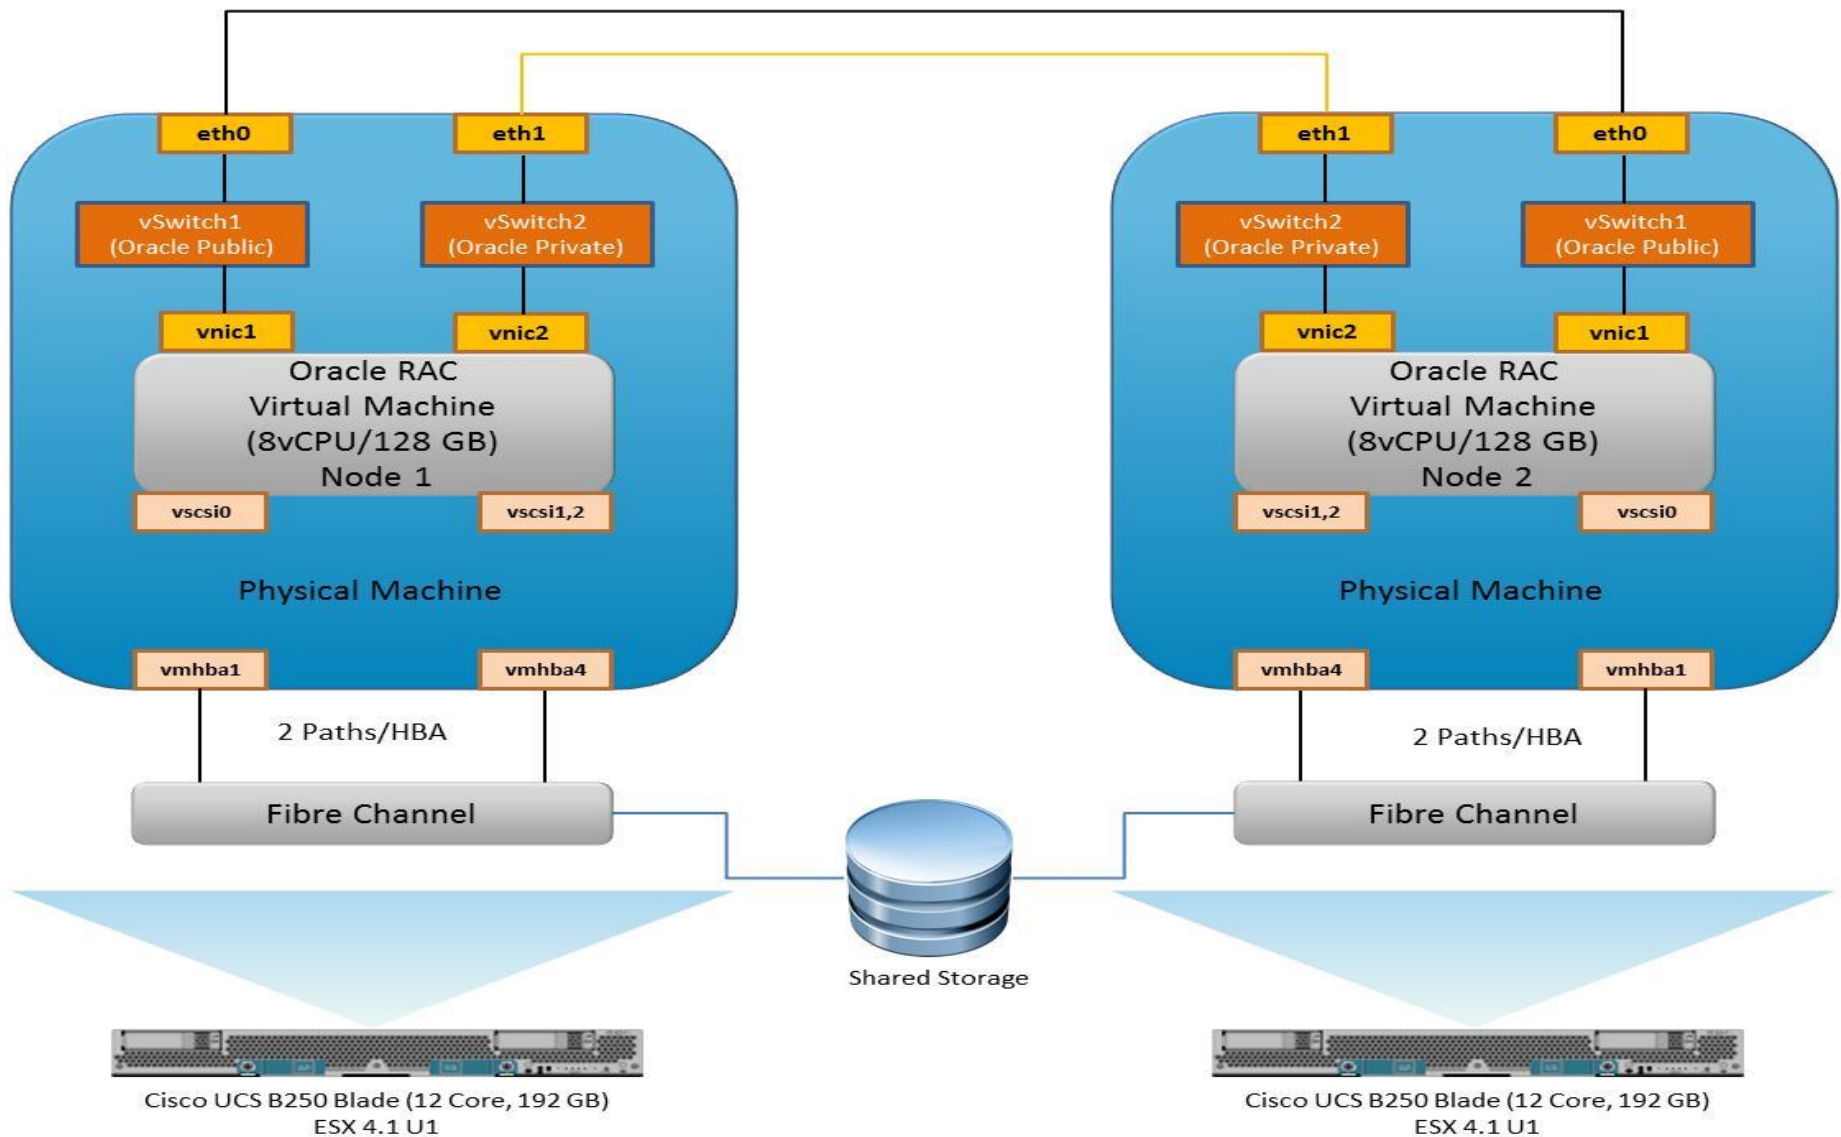 eth0
eth1
eth1
eth0
vSwitch1
(Oracle Public)
vSwitch2
(Oracle Private)
vSwitch2
(Oracle Private)
vSwitch1
(Oracle Public)
vnic1
vnic2
vnic2
vnic1
Oracle RAC
Virtual Machine
(8vCPU/128 GB)
Node 1
Oracle RAC
Virtual Machine
(8vCPU/128 GB)
Node 2
vscsi0
vscsi1,2
vscsi1,2
vscsi0
Physical Machine
Physical Machine
vmhba1
vmhba4
vmhba4
vmhba1
2 Paths/HBA
2 Paths/HBA
Fibre Channel
Fibre Channel
Shared Storage
Cisco UCS B250 Blade (12 Core, 192 GB)
ESX 4.1 U1
Cisco UCS B250 Blade (12 Core, 192 GB)
ESX 4.1 U1